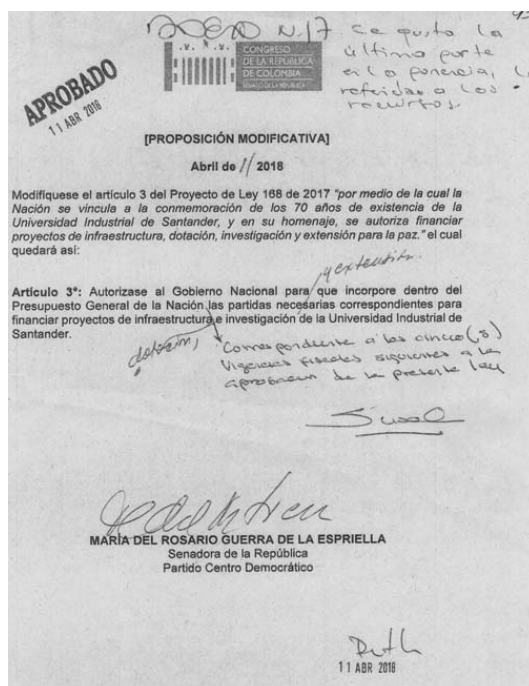 N. 17 Se quita la
última parte
en la ponencia,
referida a los
recursos.
CONGRESO
DE LA REPÚBLICA
DE COLOMBIA
SENADO DE LA REPÚBLICA
APROBADO
11 ABR 2018
[PROPOSICIÓN MODIFICATIVA]
Abril de 11/ 2018
Modifíquese el artículo 3 del Proyecto de Ley 168 de 2017 "por medio de la cual la
Nación se vincula a la conmemoración de los 70 años de existencia de la
Universidad Industrial de Santander, y en su homenaje, se autoriza financiar
proyectos de infraestructura, dotación, investigación y extensión para la paz." el cual
quedará así:
y extensión.
Artículo 3°: Autorízase al Gobierno Nacional para que incorpore dentro del
Presupuesto General de la Nación las partidas necesarias correspondientes para
financiar proyectos de infraestructura e investigación de la Universidad Industrial de
Santander.
dotación,
Correspondiente a las cinco (5)
vigencias fiscales siguientes a la
aprobación de la presente ley
MARÍA DEL ROSARIO GUERRA DE LA ESPRIELLA
Senadora de la República
Partido Centro Democrático
11 ABR 2018